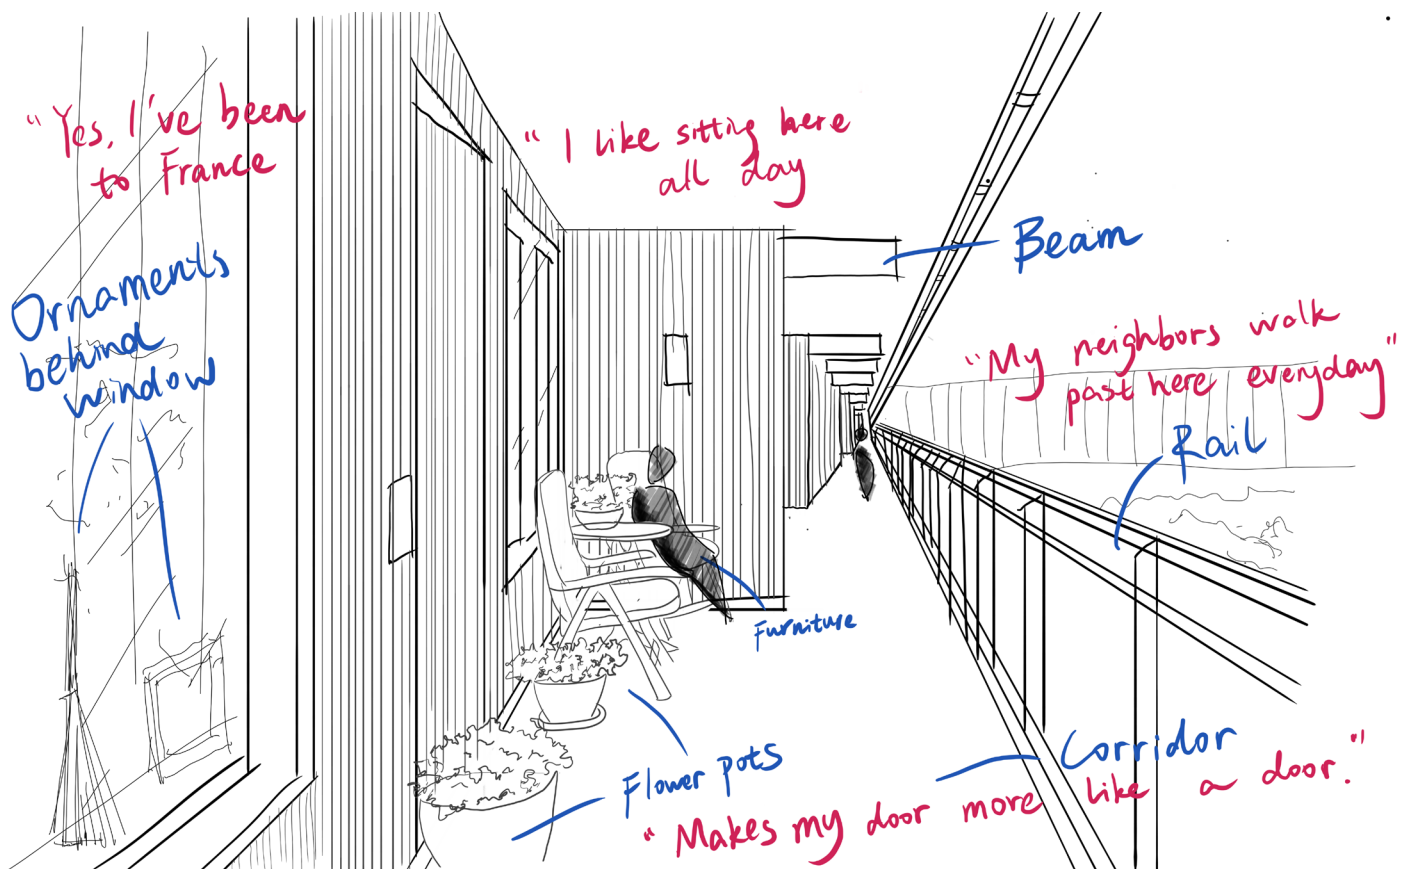 "Yes, I've been
to France
"I like sitting here
all day
Beam
Ornaments
behind
window
"My neighbors walk
past here everyday"
Rail
Furniture
Corridor
Flower pots
"Makes my door more like a door."